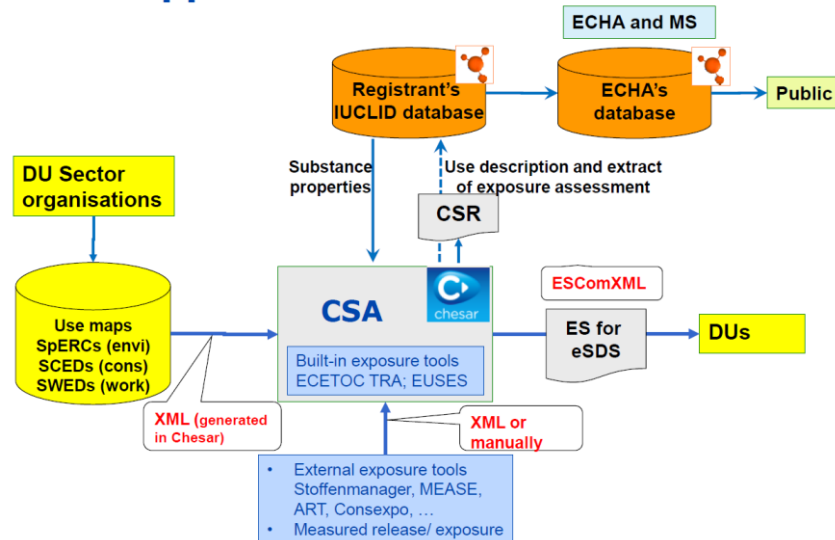 ECHA and MS
Registrant's
IUCLID database
ECHA's
database
Public
Substance
properties
Use description and extract
of exposure assessment
CSR
DU Sector
organisations
Use maps
SpERCs (envi)
SCEDs (cons)
SWEDs (work)
XML (generated
in Chesar)
CSA
chesar
Built-in exposure tools
ECETOC TRA; EUSES
ESComXML
ES for
eSDS
DUs
XML or
manually
• External exposure tools
Stoffenmanager, MEASE,
ART, Consexpo, …
• Measured release/ exposure